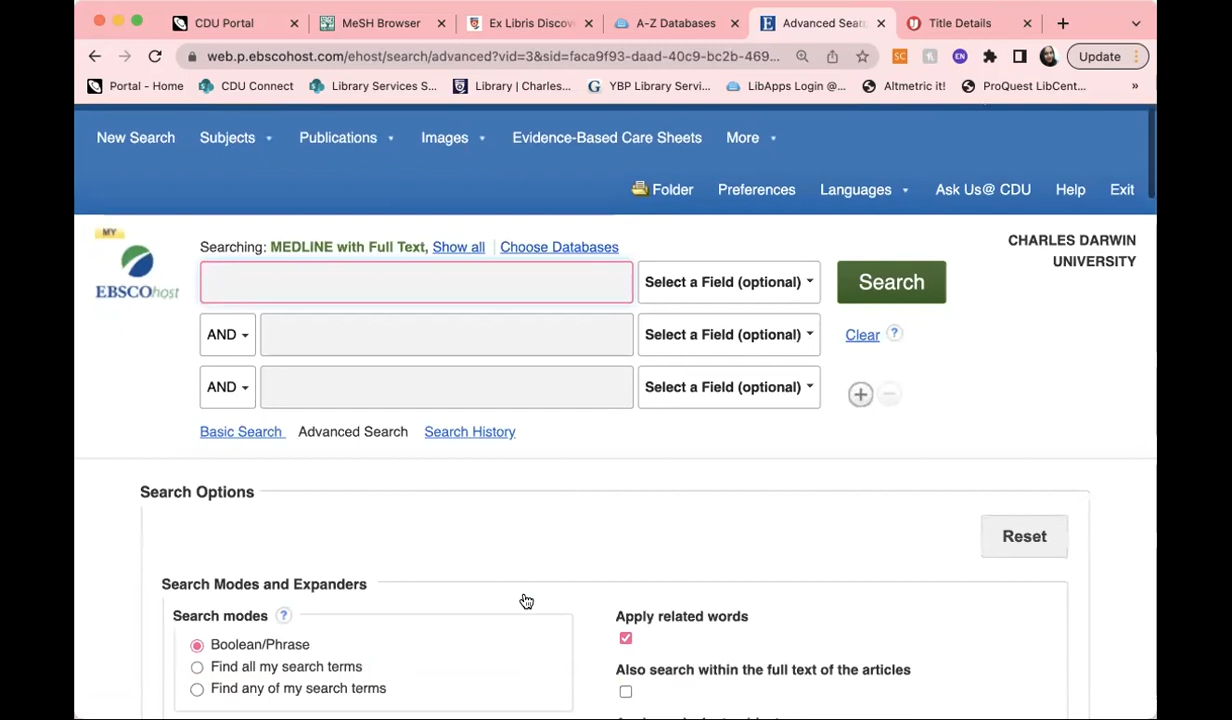 CDU Portal
MeSH Browser
Ex Libris Discov
A-Z Databases
Advanced Sea
Title Details
web.p.ebscohost.com/ehost/search/advanced?vid=3&sid=faca9f93-daad-40c9-bc2b-469...
SC
EN
Update
Portal - Home
CDU Connect
Library Services S...
Library | Charles...
YBP Library Servi...
LibApps Login @...
Altmetric it!
ProQuest LibCent...
»
New Search
Subjects
Publications
Images
Evidence-Based Care Sheets
More
Folder
Preferences
Languages
Ask Us@ CDU
Help
Exit
MY
EBSCOhost
Searching: MEDLINE with Full Text, Show all | Choose Databases
CHARLES DARWIN
UNIVERSITY
Select a Field (optional)
Search
AND
Select a Field (optional)
Clear ?
AND
Select a Field (optional)
Basic Search
Advanced Search
Search History
Search Options
Reset
Search Modes and Expanders
Search modes ?
Boolean/Phrase
Find all my search terms
Find any of my search terms
Apply related words
Also search within the full text of the articles